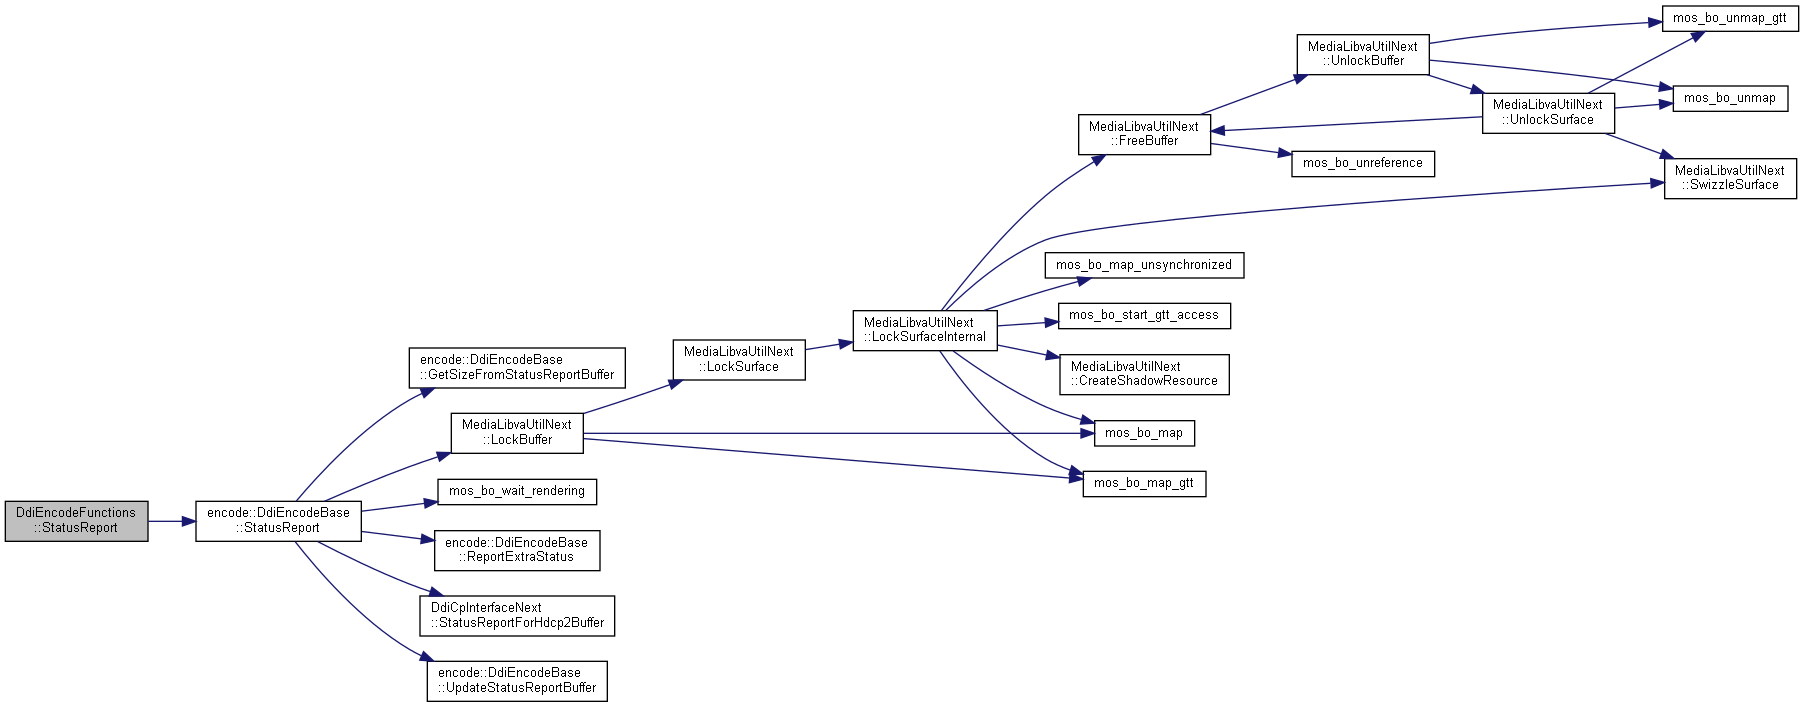 DdiEncodeFunctions
::StatusReport
encode::DdiEncodeBase
::StatusReport
encode::DdiEncodeBase
::GetSizeFromStatusReportBuffer
MediaLibvaUtilNext
::LockBuffer
mos_bo_wait_rendering
encode::DdiEncodeBase
::ReportExtraStatus
DdiCpInterfaceNext
::StatusReportForHdcp2Buffer
encode::DdiEncodeBase
::UpdateStatusReportBuffer
MediaLibvaUtilNext
::LockSurface
MediaLibvaUtilNext
::LockSurfaceInternal
MediaLibvaUtilNext
::FreeBuffer
mos_bo_map_unsynchronized
mos_bo_start_gtt_access
MediaLibvaUtilNext
::CreateShadowResource
mos_bo_map
mos_bo_map_gtt
MediaLibvaUtilNext
::UnlockBuffer
mos_bo_unreference
MediaLibvaUtilNext
::UnlockSurface
mos_bo_unmap_gtt
mos_bo_unmap
MediaLibvaUtilNext
::SwizzleSurface